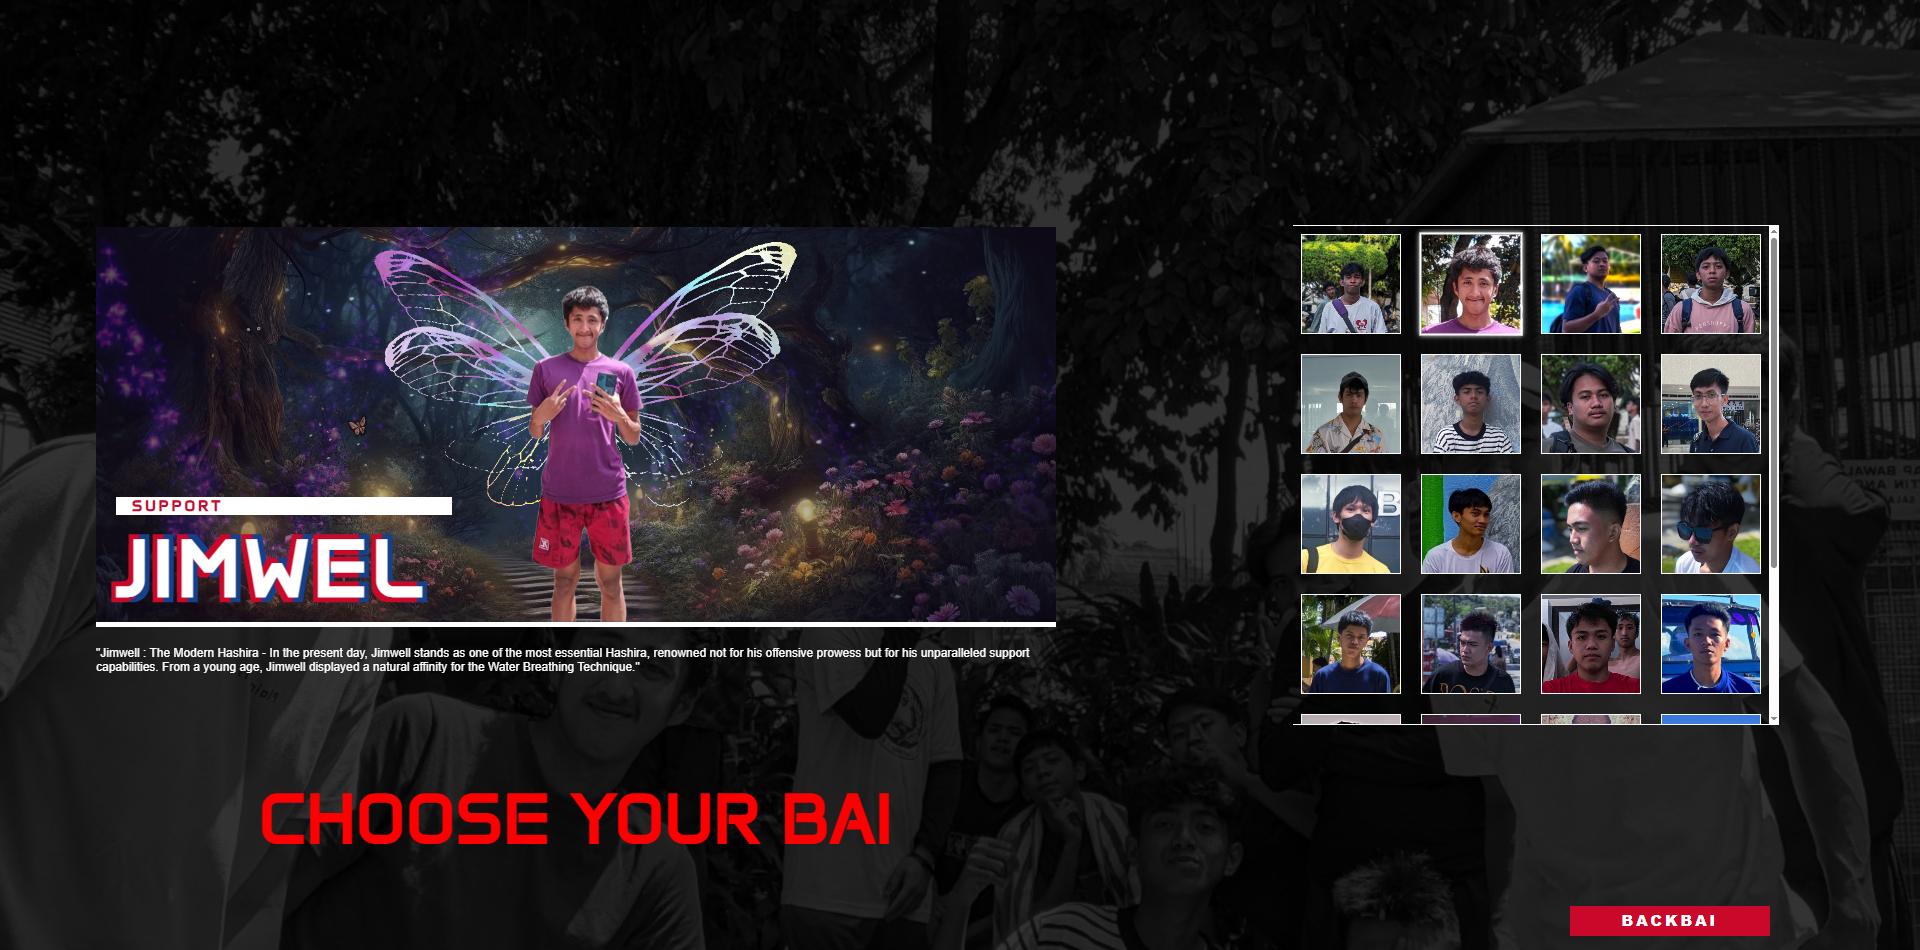 SUPPORT
JIMWEL
"Jimwell : The Modern Hashira - In the present day, Jimwell stands as one of the most essential Hashira, renowned not for his offensive prowess but for his unparalleled support
capabilities. From a young age, Jimwell displayed a natural affinity for the Water Breathing Technique."
B
CHOOSE YOUR BAI
BACKBAI